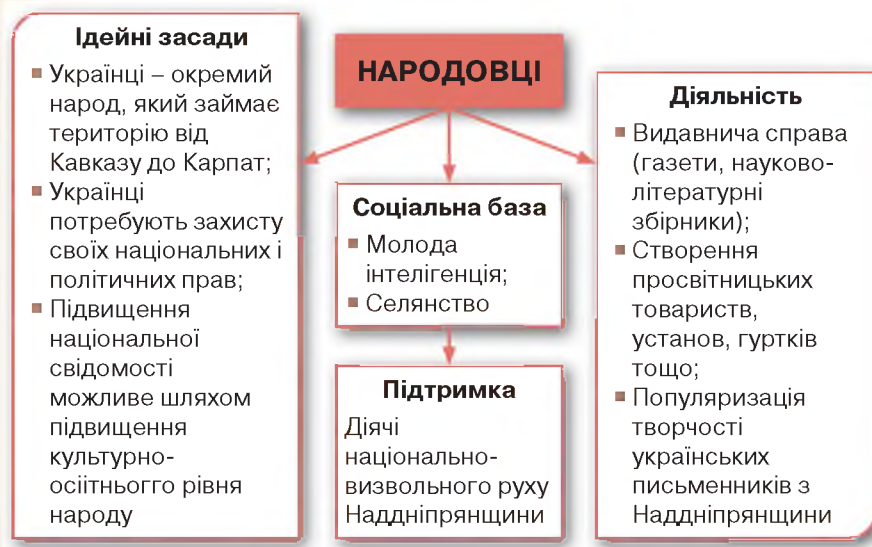 НАРОДОВЦІ
Ідейні засади
Українці – окремий
народ, який займає
територію від
Кавказу до Карпат;
Українці
потребують захисту
своїх національних і
політичних прав;
Підвищення
національної
свідомості
можливе шляхом
підвищення
культурно-
осіітньогго рівня
народу
Соціальна база
Молода
інтелігенція;
Селянство
Підтримка
Діячі
національно-
визвольного руху
Наддніпрянщини
Діяльність
Видавнича справа
(газети, науково-
літературні
збірники);
Створення
просвітницьких
товариств,
установ, гуртків
тощо;
Популяризація
творчості
українських
письменників з
Наддніпрянщини